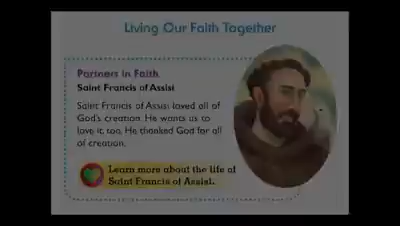 Living Our Faith Together
Partners in Faith
Saint Francis of Assisi
Saint Francis of Assisi loved all of
God's creation. He wants us to
love it, too. He thanked God for all
of creation.
Learn more about the life of
Saint Francis of Assisi.